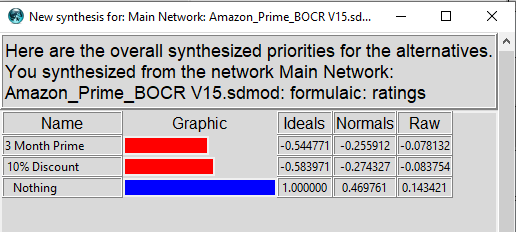 New synthesis for: Main Network: Amazon_Prime_BOCR V15.sd...
Here are the overall synthesized priorities for the alternatives.
You synthesized from the network Main Network:
Amazon_Prime_BOCR V15.sdmod: formulaic: ratings
Name Graphic Ideals Normals Raw
3 Month Prime -0.544771 -0.255912 -0.078132
10% Discount -0.583971 -0.274327 -0.083754
Nothing 1.000000 0.469761 0.143421